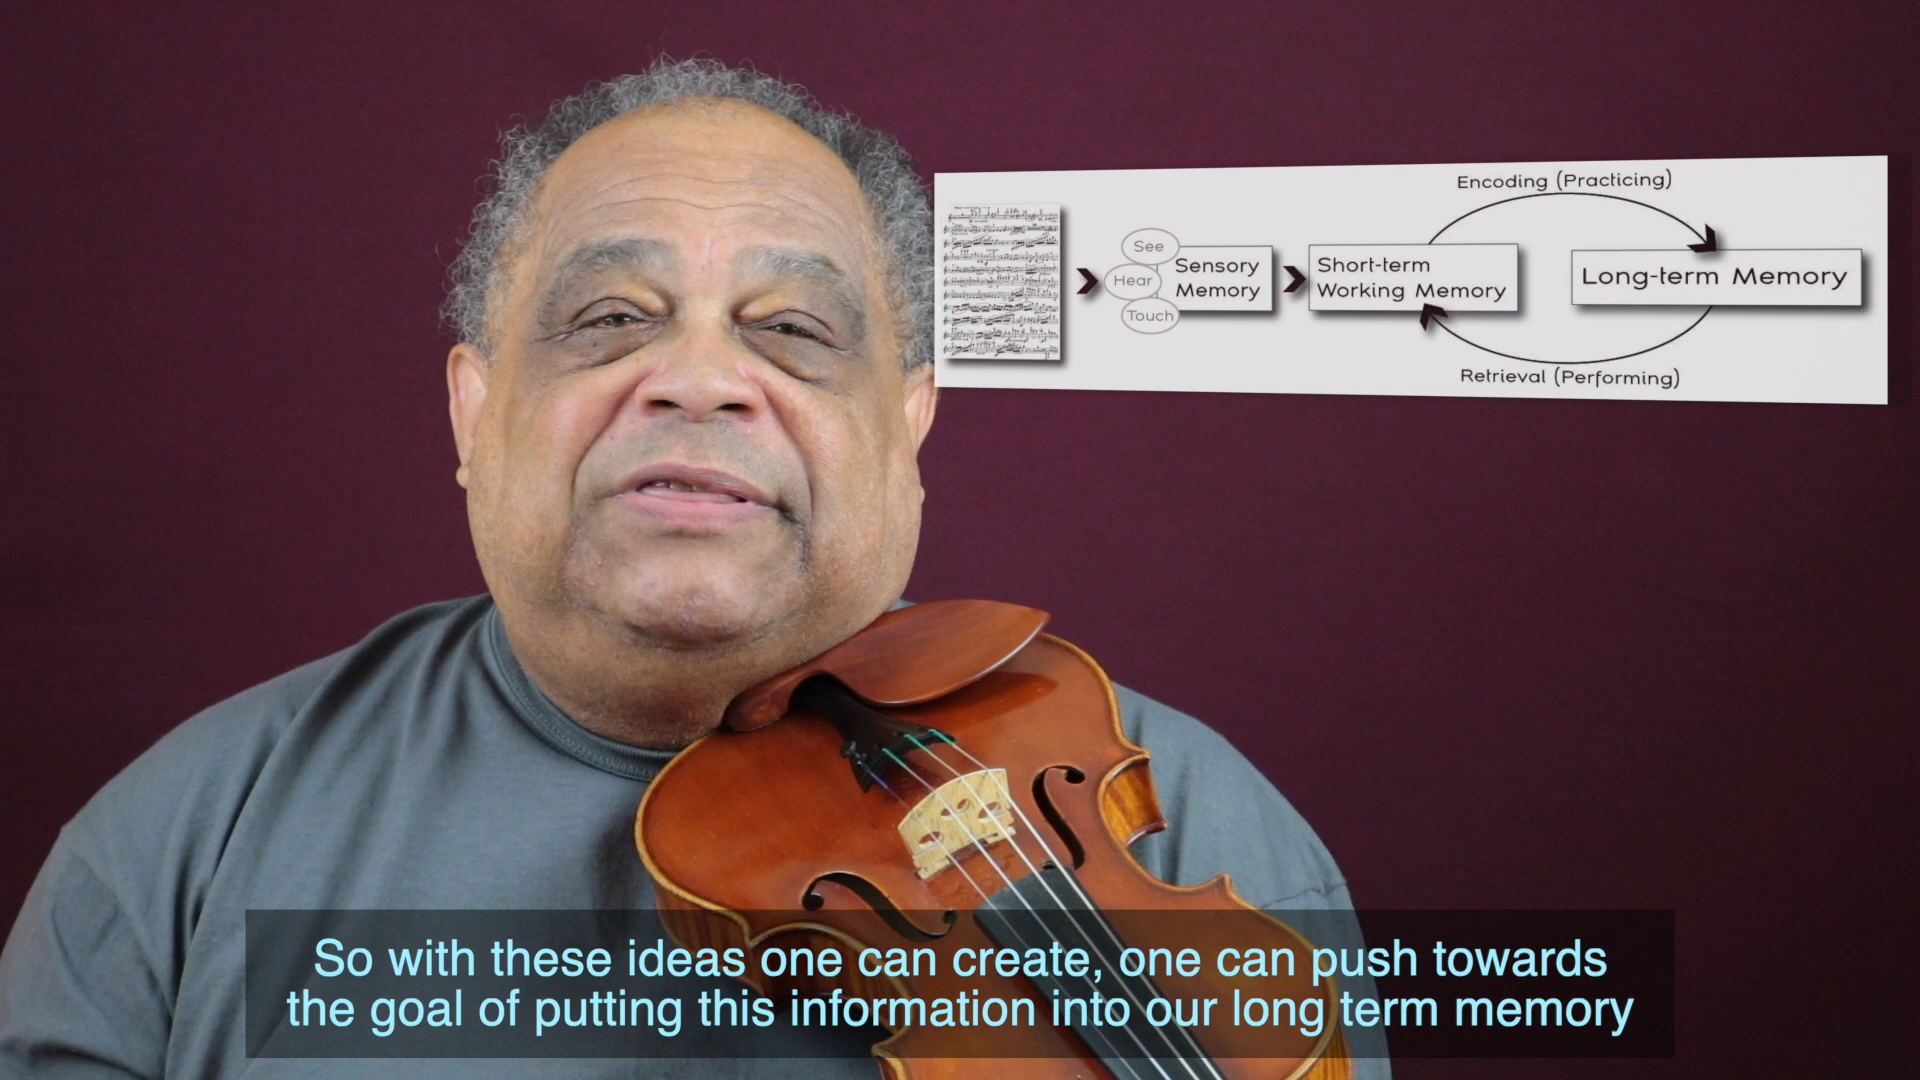 Encoding (Practicing)
See
Hear
Touch
Sensory
Memory
Short-term
Working Memory
Long-term Memory
Retrieval (Performing)
So with these ideas one can create, one can push towards
the goal of putting this information into our long term memory